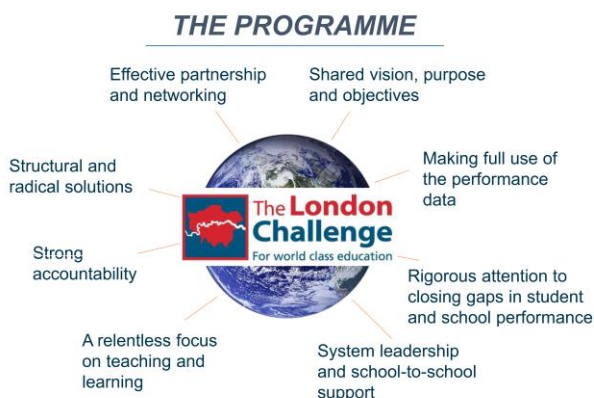 THE PROGRAMME
Effective partnership
and networking
Shared vision, purpose
and objectives
Structural and
radical solutions
Making full use of
the performance
data
The London
Challenge
For world class education
Strong
accountability
Rigorous attention to
closing gaps in student
and school performance
A relentless focus
on teaching and
learning
System leadership
and school-to-school
support